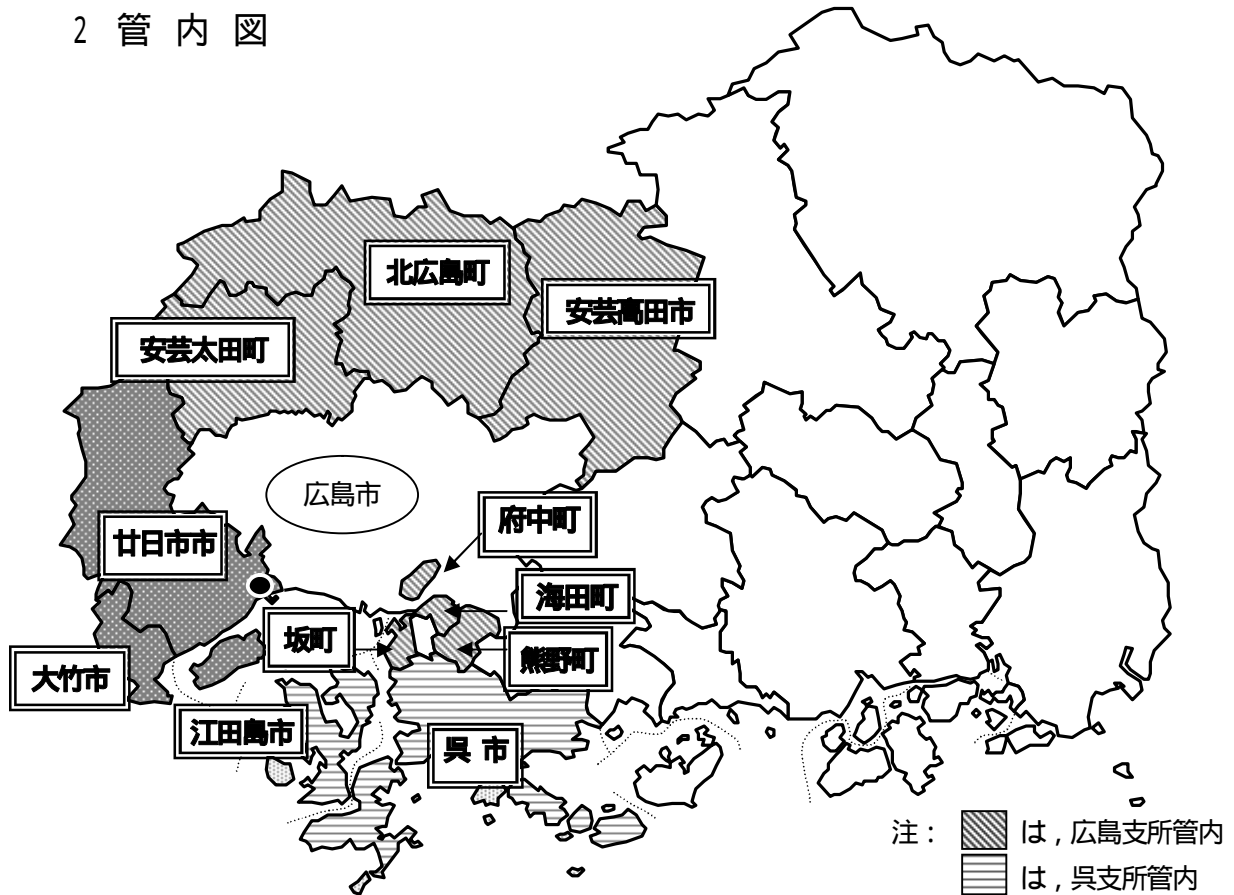 2 管 内 図
北広島町
安芸高田市
安芸太田町
広島市
府中町
廿日市市
海田町
坂町
熊野町
大竹市
江田島市
呉 市
注： は，広島支所管内
は，呉支所管内